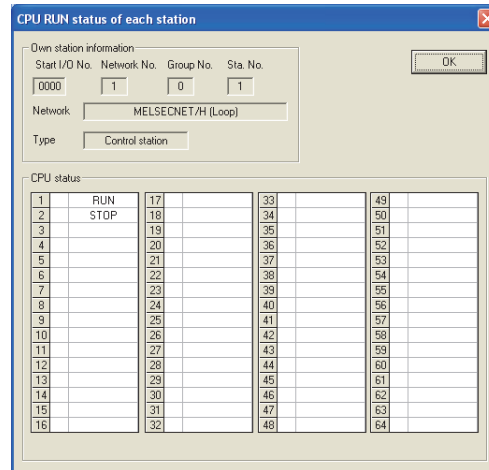 CPU RUN status of each station
Own station information
Start I/O No. Network No. Group No. Sta. No.
0000 1 0 1
OK
Network MELSECNET/H (Loop)
Type Control station
CPU status
1 RUN 17 33 49
2 STOP 18 34 50
3 19 35 51
4 20 36 52
5 21 37 53
6 22 38 54
7 23 39 55
8 24 40 56
9 25 41 57
10 26 42 58
11 27 43 59
12 28 44 60
13 29 45 61
14 30 46 62
15 31 47 63
16 32 48 64